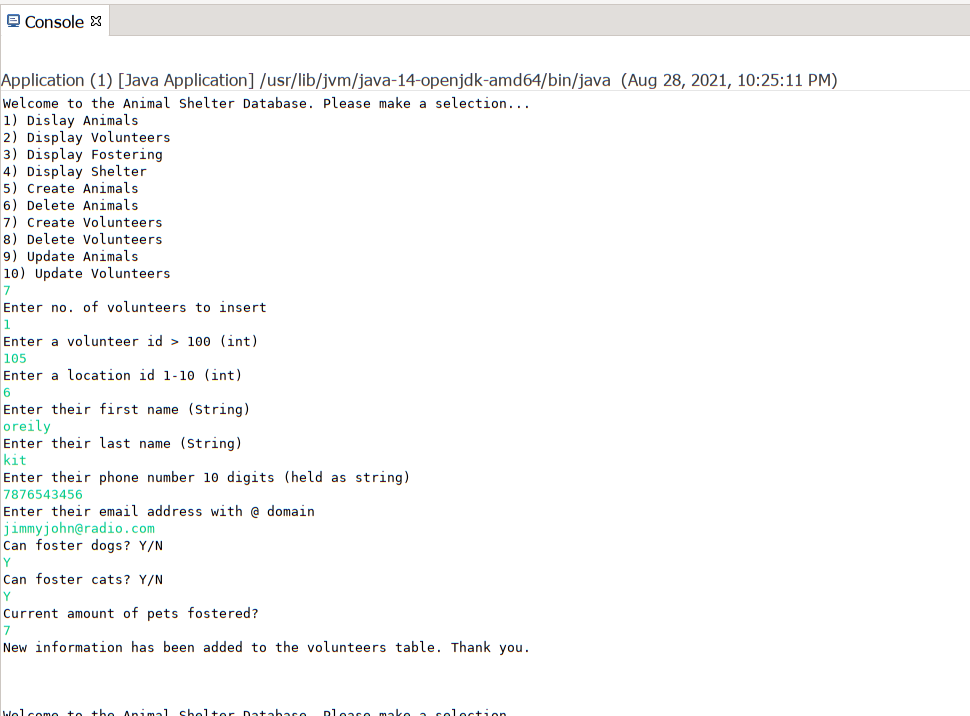 Console
Application (1) [Java Application] /usr/lib/jvm/java-14-openjdk-amd64/bin/java (Aug 28, 2021, 10:25:11 PM)
Welcome to the Animal Shelter Database. Please make a selection...
1) Dislay Animals
2) Display Volunteers
3) Display Fostering
4) Display Shelter
5) Create Animals
6) Delete Animals
7) Create Volunteers
8) Delete Volunteers
9) Update Animals
10) Update Volunteers
7
Enter no. of volunteers to insert
1
Enter a volunteer id > 100 (int)
105
Enter a location id 1-10 (int)
6
Enter their first name (String)
oreily
Enter their last name (String)
kit
Enter their phone number 10 digits (held as string)
7876543456
Enter their email address with @ domain
jimmyjohn@radio.com
Can foster dogs? Y/N
Y
Can foster cats? Y/N
Y
Current amount of pets fostered?
7
New information has been added to the volunteers table. Thank you.
Welcome to the Animal Shelter Database. Please make a selection